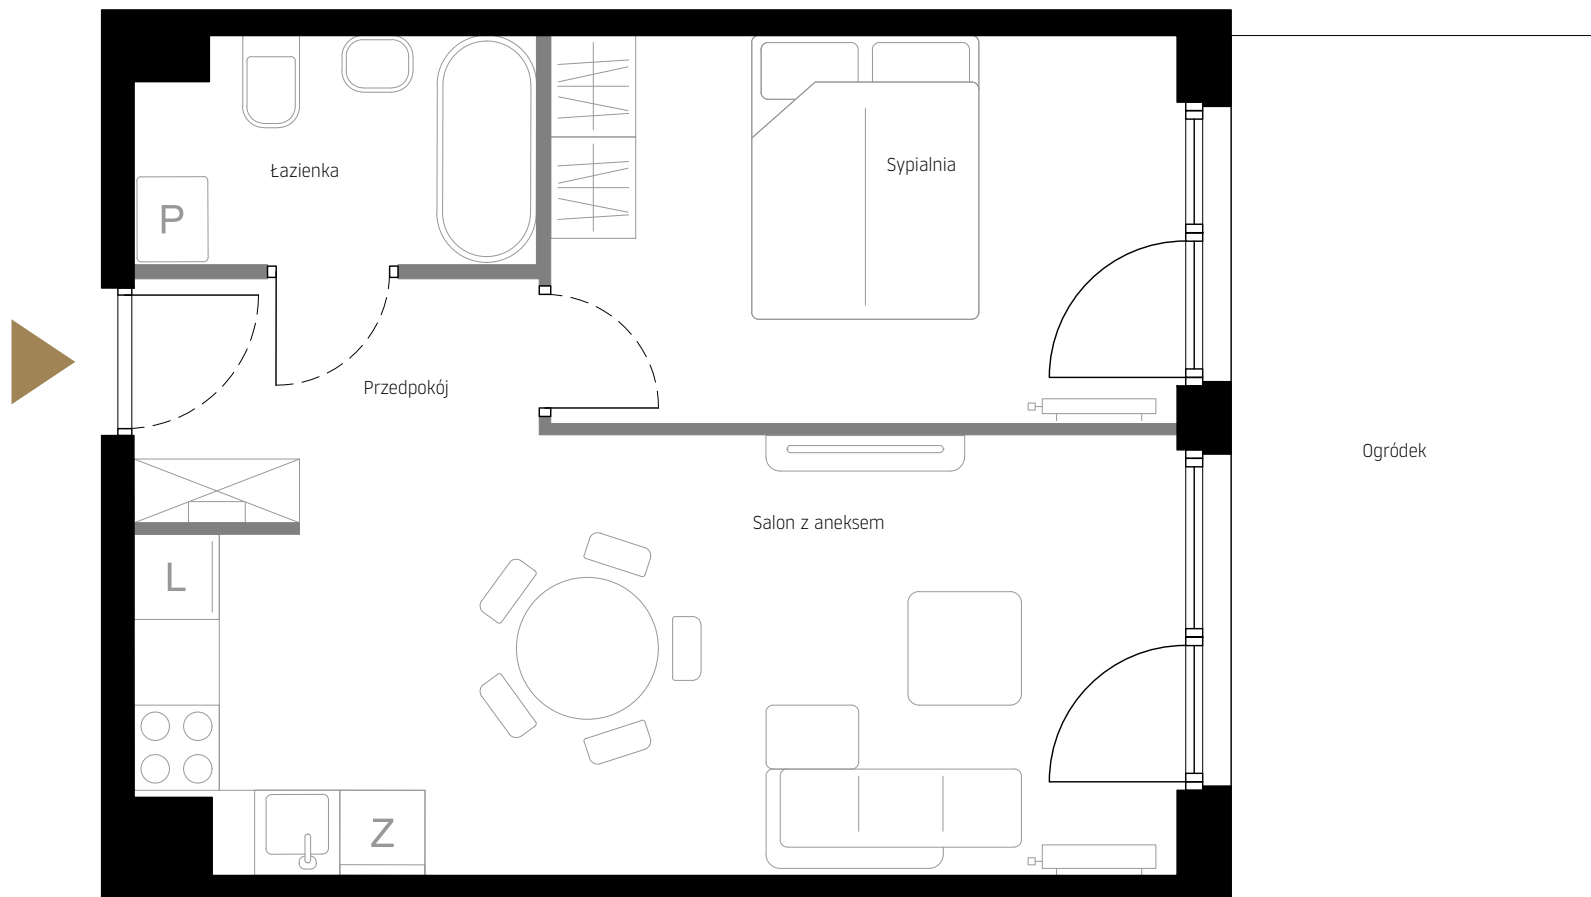 Łazienka
Sypialnia
P
Przedpokój
Ogródek
Salon z aneksem
L
Z